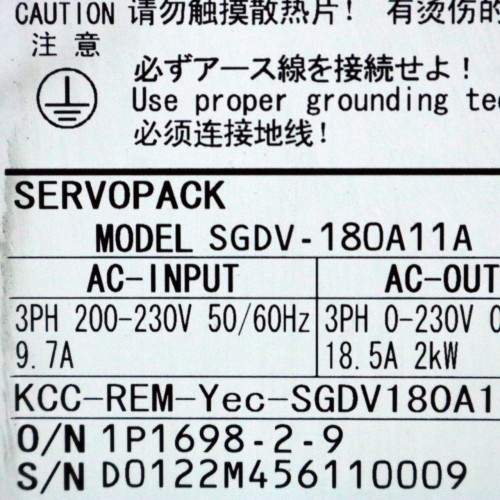 CAUTION 请勿触摸散热片! 有烫伤的
注 意
必ずアース線を接続せよ!
Use proper grounding tec
必须连接地线!
SERVOPACK
MODEL SGDV-180A11A
AC-INPUT AC-OUT
3PH 200-230V 50/60Hz 3PH 0-230V 0
9.7A 18.5A 2kW
KCC-REM-Yec-SGDV180A1
O/N 1P1698-2-9
S/N D0122M456110009